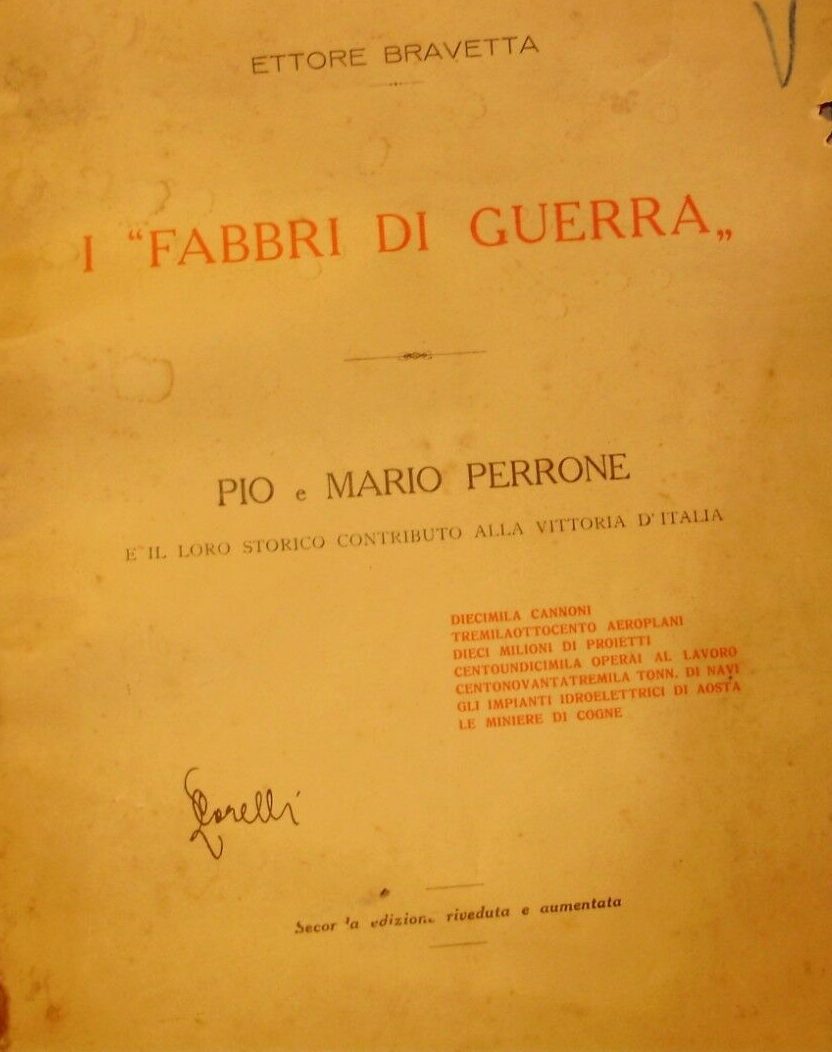 ETTORE BRAVETTA
I “FABBRI DI GUERRA„
PIO e MARIO PERRONE
E IL LORO STORICO CONTRIBUTO ALLA VITTORIA D'ITALIA
DIECIMILA CANNONI
TREMILAOTTOCENTO AEROPLANI
DIECI MILIONI DI PROIETTI
CENTOUNDICIMILA OPERAI AL LAVORO
CENTONOVANTATREMILA TONN. DI NAVI
GLI IMPIANTI IDROELETTRICI DI AOSTA
LE MINIERE DI COGNE
Seconda edizione riveduta e aumentata